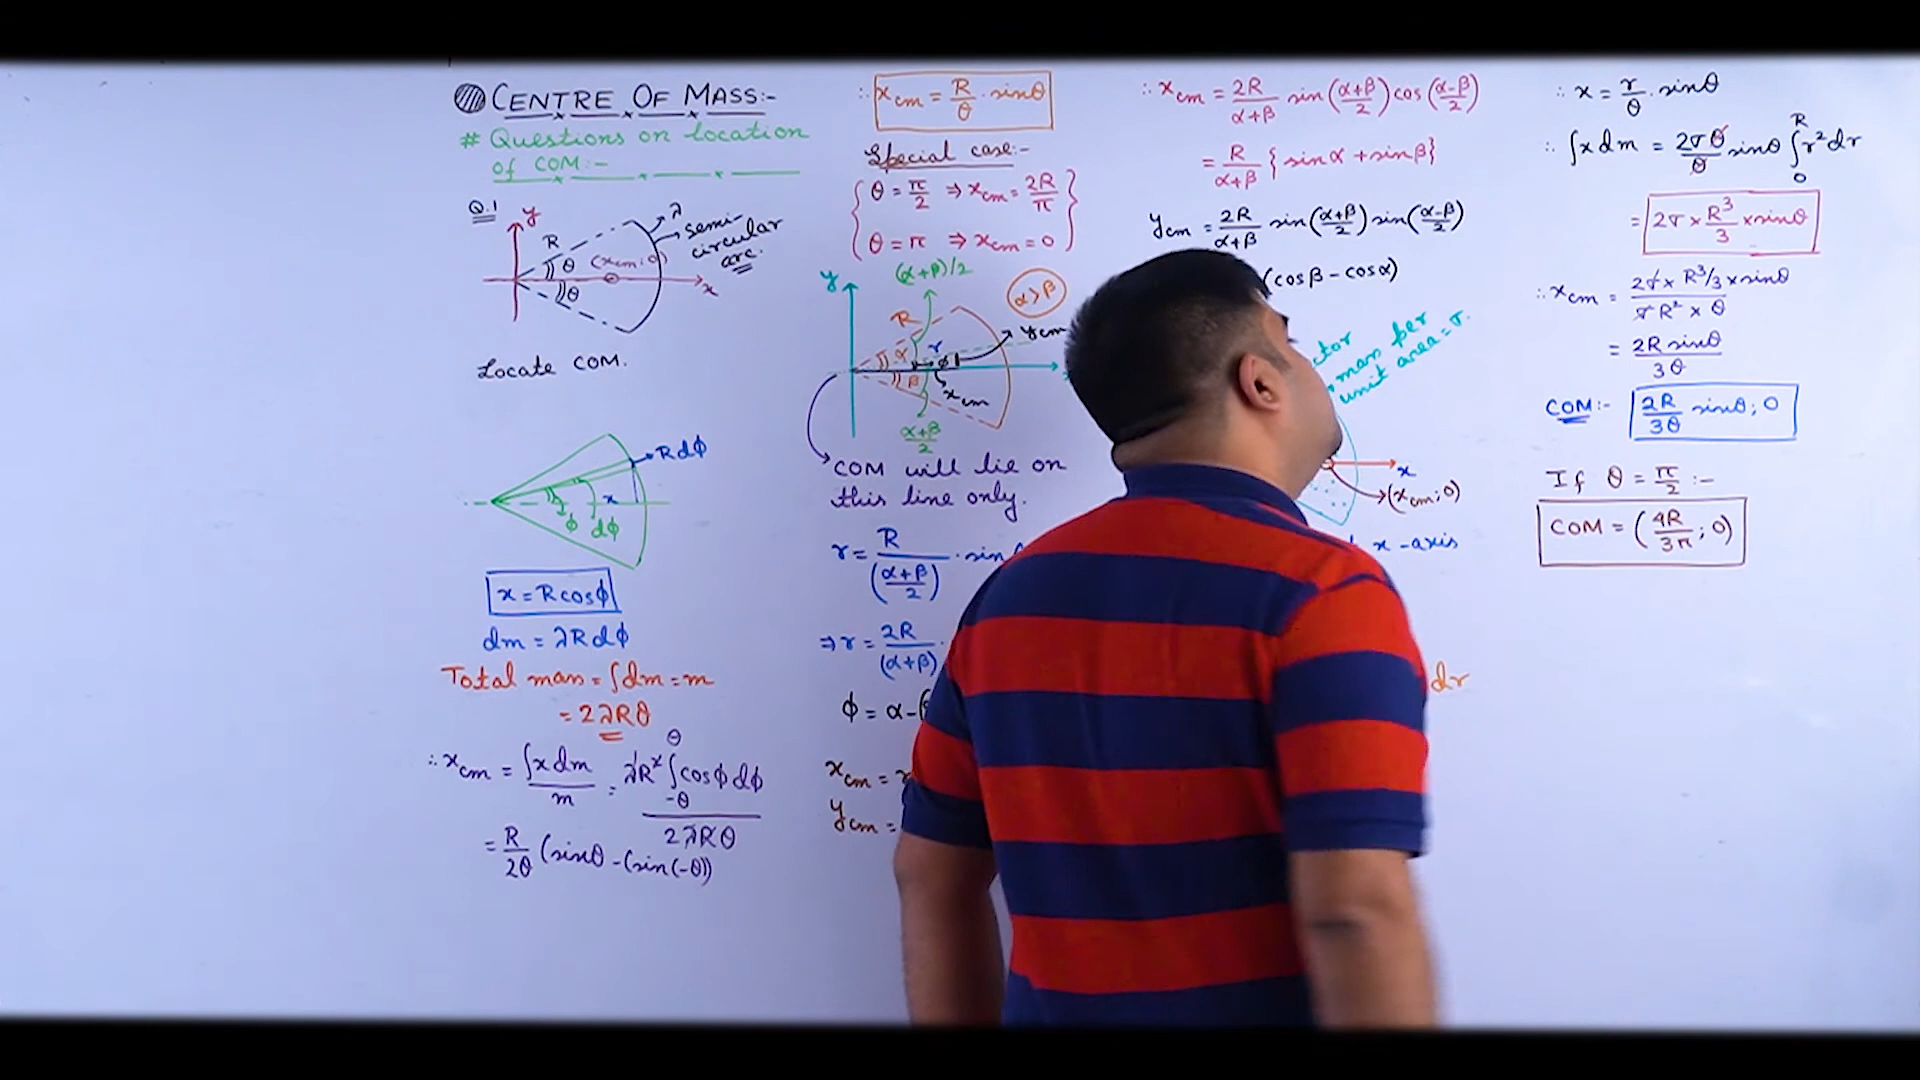 CENTRE OF MASS:-
# Questions on location
of COM:-
Q.1
y
R
θ
θ
(xcm; 0)
λ
semi-
circular
arc.
x
Locate COM.
Rdφ
x
φ
dφ
x = Rcosφ
dm = λRdφ
Total mass = ∫dm = m
= 2λRθ
∴ xcm = ∫x dm / m = λR² ∫_{-θ}^{θ} cosφ dφ / 2λRθ
= R/2θ (sinθ - (sin(-θ))
∴ xcm = R/θ . sinθ
Special case:-
θ = π/2 ⇒ xcm = 2R/π
θ = π ⇒ xcm = 0
y
(α+β)/2
α > β
R
ycm
α
r
φ
β
xcm
α+β/2
COM will lie on
this line only.
r = R/(α+β/2) . sin
⇒ r = 2R/(α+β) .
φ = α - (
xcm =
ycm =
∴ xcm = 2R/α+β sin(α+β/2) cos(α-β/2)
= R/α+β {sinα + sinβ}
ycm = 2R/α+β sin(α+β/2) sin(α-β/2)
(cosβ - cosα)
mass per
unit area = σ.
x
(xcm; 0)
x-axis
dr
∴ x = r/θ . sinθ
∴ ∫x dm = 2σθ/θ sinθ ∫_{0}^{R} r² dr
= 2σ × R³/3 × sinθ
∴ xcm = 2σ × R³/3 × sinθ / σR² × θ
= 2R sinθ / 3θ
COM:- 2R/3θ sinθ; 0
If θ = π/2 :-
COM = (4R/3π; 0)